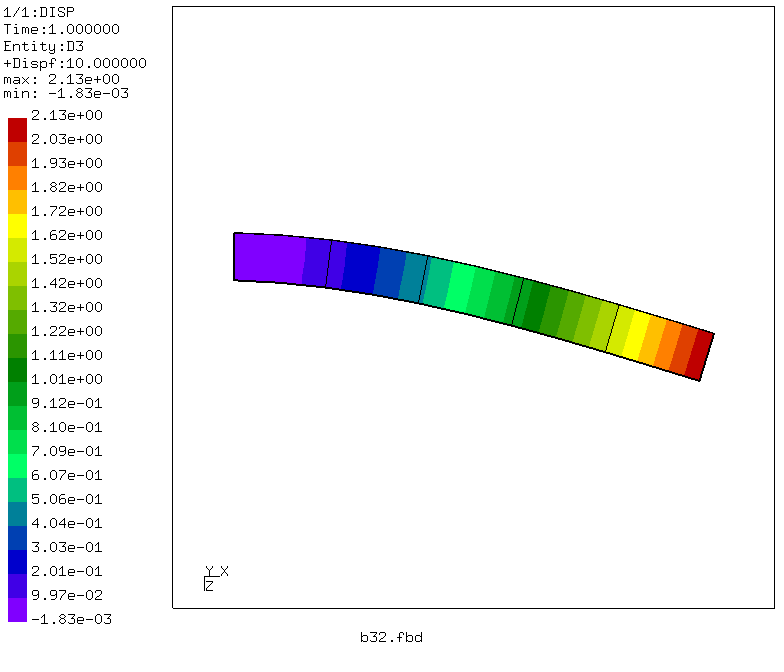 1/1:DISP
Time:1.000000
Entity:D3
+Dispf:10.000000
max: 2.13e+00
min: -1.83e-03
2.13e+00
2.03e+00
1.93e+00
1.82e+00
1.72e+00
1.62e+00
1.52e+00
1.42e+00
1.32e+00
1.22e+00
1.11e+00
1.01e+00
9.12e-01
8.10e-01
7.09e-01
6.07e-01
5.06e-01
4.04e-01
3.03e-01
2.01e-01
9.97e-02
-1.83e-03
Y X
Z
b32.fbd